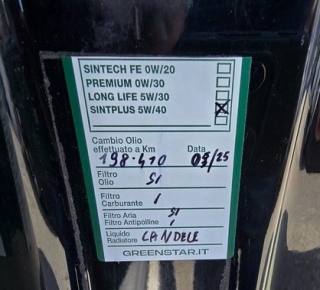 SINTECH FE 0W/20
PREMIUM 0W/30
LONG LIFE 5W/30
SINTPLUS 5W/40
Cambio Olio
effettuato a Km Data
198.410 09/25
Filtro
Olio SI
Filtro
Carburante /
Filtro Aria SI
Filtro Antipolline /
Liquido
Radiatore CANDELE
GREENSTAR.IT